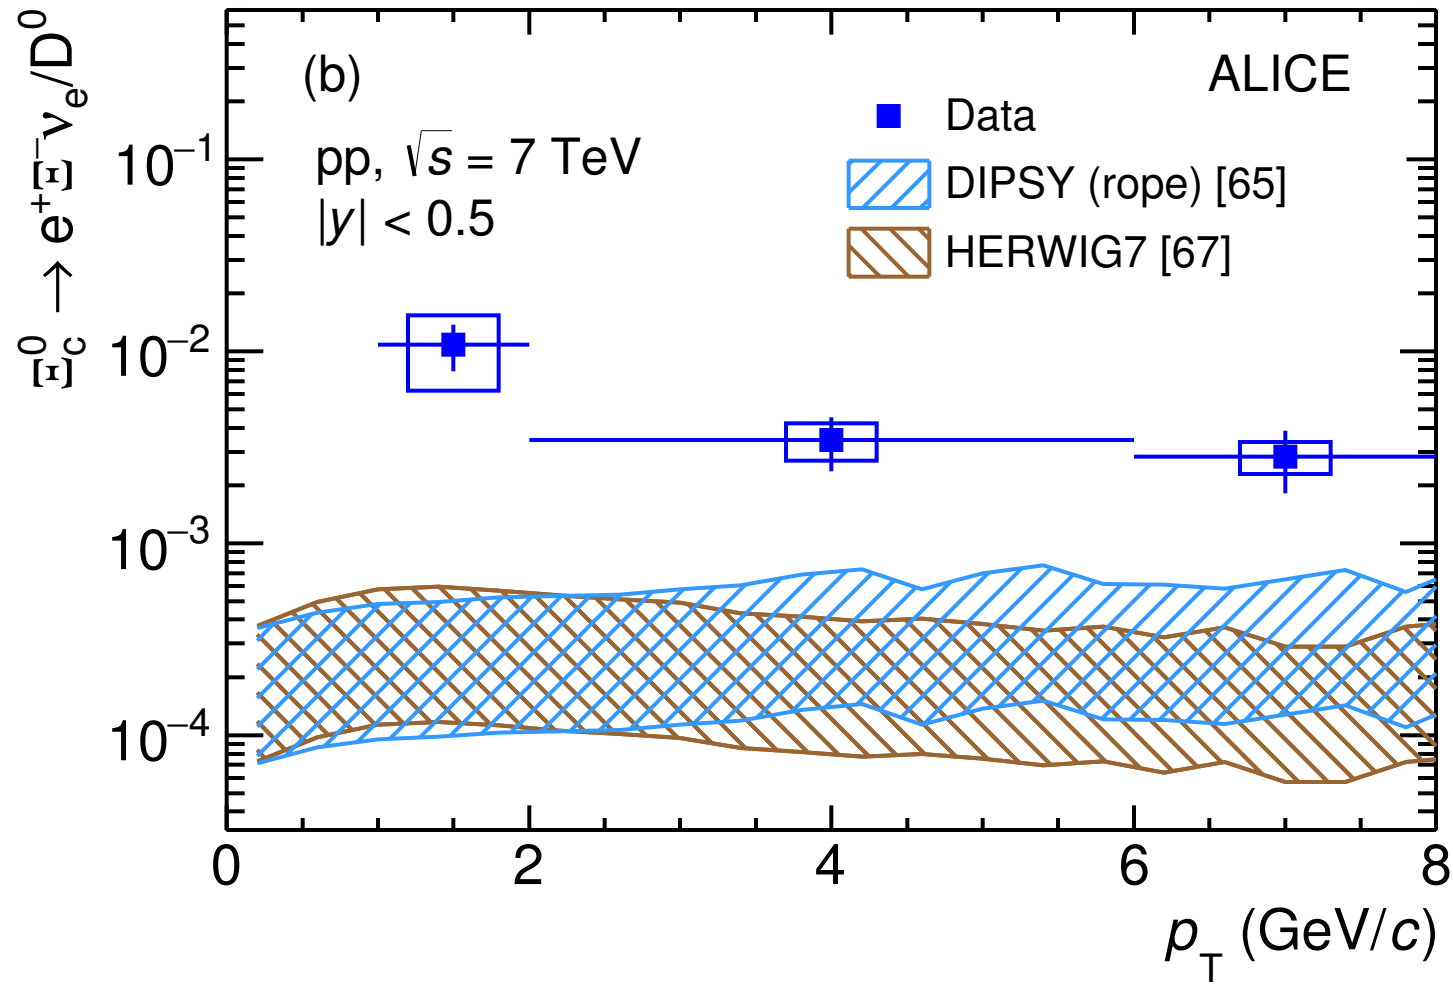 Ξ⁰c → e⁺Ξ⁻νe/D⁰
(b)
ALICE
pp, √s = 7 TeV
|y| < 0.5
Data
DIPSY (rope) [65]
HERWIG7 [67]
10⁻¹
10⁻²
10⁻³
10⁻⁴
0 2 4 6 8
pT (GeV/c)